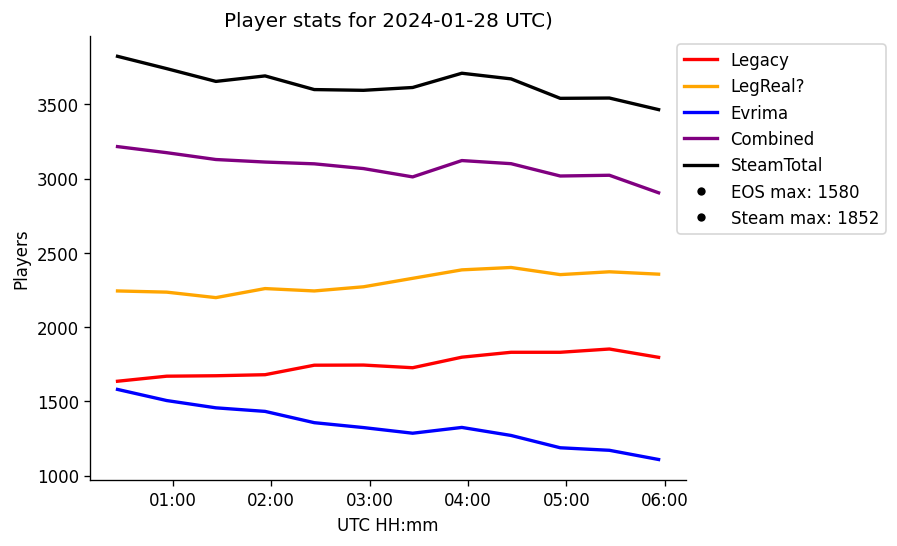 Player stats for 2024-01-28 UTC)
Legacy
LegReal?
Evrima
Combined
SteamTotal
EOS max: 1580
Steam max: 1852
Players
3500
3000
2500
2000
1500
1000
01:00 02:00 03:00 04:00 05:00 06:00
UTC HH:mm